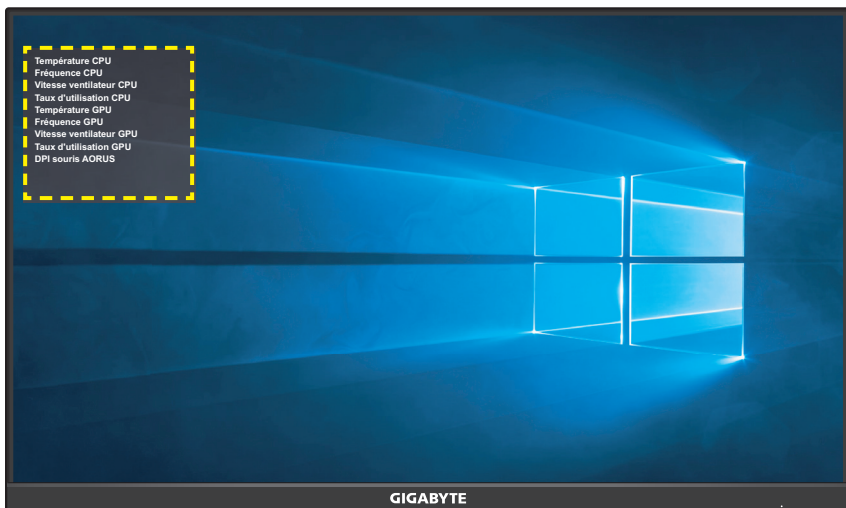 Température CPU
Fréquence CPU
Vitesse ventilateur CPU
Taux d'utilisation CPU
Température GPU
Fréquence GPU
Vitesse ventilateur GPU
Taux d'utilisation GPU
DPI souris AORUS
GIGABYTE